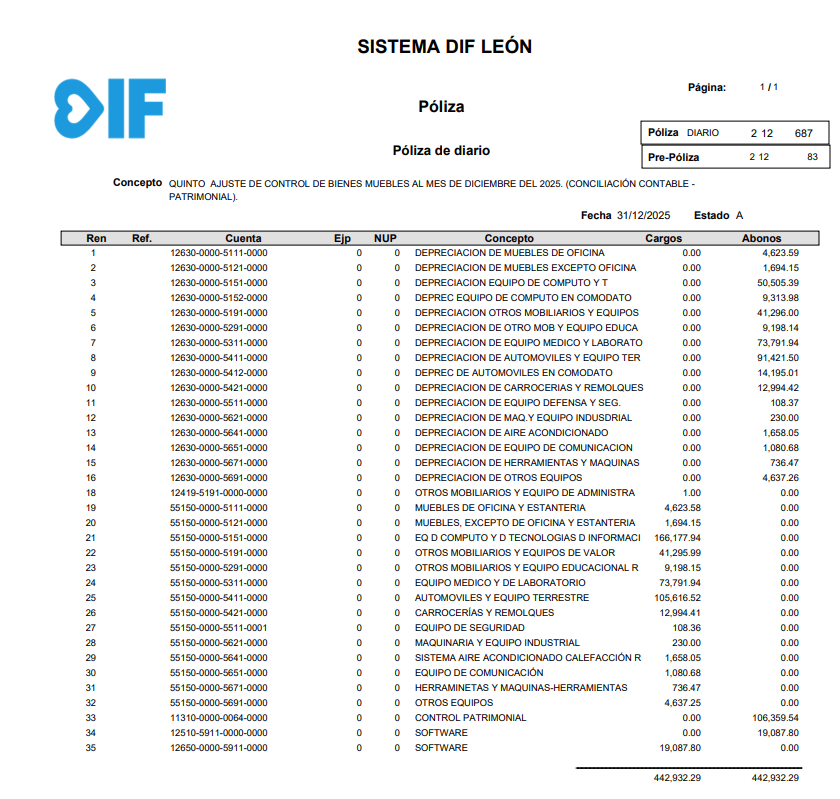 SISTEMA DIF LEÓN
DIF
Página: 1 / 1
Póliza
Póliza DIARIO 2 12 687
Póliza de diario
Pre-Póliza 2 12 83
Concepto QUINTO AJUSTE DE CONTROL DE BIENES MUEBLES AL MES DE DICIEMBRE DEL 2025. (CONCILIACIÓN CONTABLE -
PATRIMONIAL).
Fecha 31/12/2025 Estado A
Ren Ref. Cuenta Ejp NUP Concepto Cargos Abonos
1 12630-0000-5111-0000 0 0 DEPRECIACION DE MUEBLES DE OFICINA 0.00 4,623.59
2 12630-0000-5121-0000 0 0 DEPRECIACION DE MUEBLES EXCEPTO OFICINA 0.00 1,694.15
3 12630-0000-5151-0000 0 0 DEPRECIACION EQUIPO DE COMPUTO Y T 0.00 50,505.39
4 12630-0000-5152-0000 0 0 DEPREC EQUIPO DE COMPUTO EN COMODATO 0.00 9,313.98
5 12630-0000-5191-0000 0 0 DEPRECIACION OTROS MOBILIARIOS Y EQUIPOS 0.00 41,296.00
6 12630-0000-5291-0000 0 0 DEPRECIACION DE OTRO MOB Y EQUIPO EDUCA 0.00 9,198.14
7 12630-0000-5311-0000 0 0 DEPRECIACION DE EQUIPO MEDICO Y LABORATO 0.00 73,791.94
8 12630-0000-5411-0000 0 0 DEPRECIACION DE AUTOMOVILES Y EQUIPO TER 0.00 91,421.50
9 12630-0000-5412-0000 0 0 DEPREC DE AUTOMOVILES EN COMODATO 0.00 14,195.01
10 12630-0000-5421-0000 0 0 DEPRECIACION DE CARROCERIAS Y REMOLQUES 0.00 12,994.42
11 12630-0000-5511-0000 0 0 DEPRECIACION DE EQUIPO DEFENSA Y SEG. 0.00 108.37
12 12630-0000-5621-0000 0 0 DEPRECIACION DE MAQ.Y EQUIPO INDUSDRIAL 0.00 230.00
13 12630-0000-5641-0000 0 0 DEPRECIACION DE AIRE ACONDICIONADO 0.00 1,658.05
14 12630-0000-5651-0000 0 0 DEPRECIACION DE EQUIPO DE COMUNICACION 0.00 1,080.68
15 12630-0000-5671-0000 0 0 DEPRECIACION DE HERRAMIENTAS Y MAQUINAS 0.00 736.47
16 12630-0000-5691-0000 0 0 DEPRECIACION DE OTROS EQUIPOS 0.00 4,637.26
18 12419-5191-0000-0000 0 0 OTROS MOBILIARIOS Y EQUIPO DE ADMINISTRA 1.00 0.00
19 55150-0000-5111-0000 0 0 MUEBLES DE OFICINA Y ESTANTERIA 4,623.58 0.00
20 55150-0000-5121-0000 0 0 MUEBLES, EXCEPTO DE OFICINA Y ESTANTERIA 1,694.15 0.00
21 55150-0000-5151-0000 0 0 EQ D COMPUTO Y D TECNOLOGIAS D INFORMACI 166,177.94 0.00
22 55150-0000-5191-0000 0 0 OTROS MOBILIARIOS Y EQUIPOS DE VALOR 41,295.99 0.00
23 55150-0000-5291-0000 0 0 OTROS MOBILIARIOS Y EQUIPO EDUCACIONAL R 9,198.15 0.00
24 55150-0000-5311-0000 0 0 EQUIPO MEDICO Y DE LABORATORIO 73,791.94 0.00
25 55150-0000-5411-0000 0 0 AUTOMOVILES Y EQUIPO TERRESTRE 105,616.52 0.00
26 55150-0000-5421-0000 0 0 CARROCERÍAS Y REMOLQUES 12,994.41 0.00
27 55150-0000-5511-0001 0 0 EQUIPO DE SEGURIDAD 108.36 0.00
28 55150-0000-5621-0000 0 0 MAQUINARIA Y EQUIPO INDUSTRIAL 230.00 0.00
29 55150-0000-5641-0000 0 0 SISTEMA AIRE ACONDICIONADO CALEFACCIÓN R 1,658.05 0.00
30 55150-0000-5651-0000 0 0 EQUIPO DE COMUNICACIÓN 1,080.68 0.00
31 55150-0000-5671-0000 0 0 HERRAMINETAS Y MAQUINAS-HERRAMIENTAS 736.47 0.00
32 55150-0000-5691-0000 0 0 OTROS EQUIPOS 4,637.25 0.00
33 11310-0000-0064-0000 0 0 CONTROL PATRIMONIAL 0.00 106,359.54
34 12510-5911-0000-0000 0 0 SOFTWARE 0.00 19,087.80
35 12650-0000-5911-0000 0 0 SOFTWARE 19,087.80 0.00
442,932.29 442,932.29